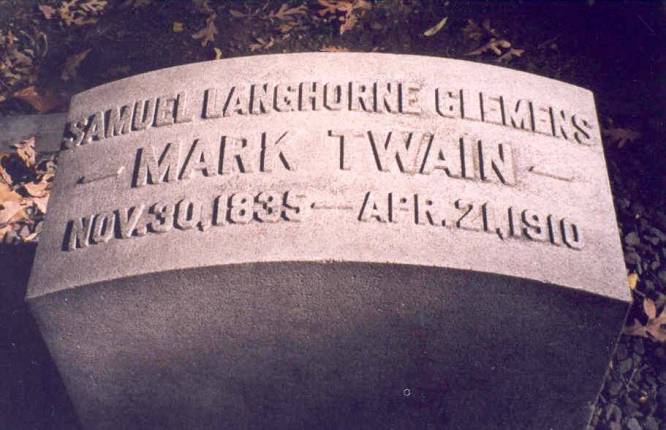 SAMUEL LANGHORNE CLEMENS
— MARK TWAIN —
NOV. 30, 1835 — APR. 21, 1910